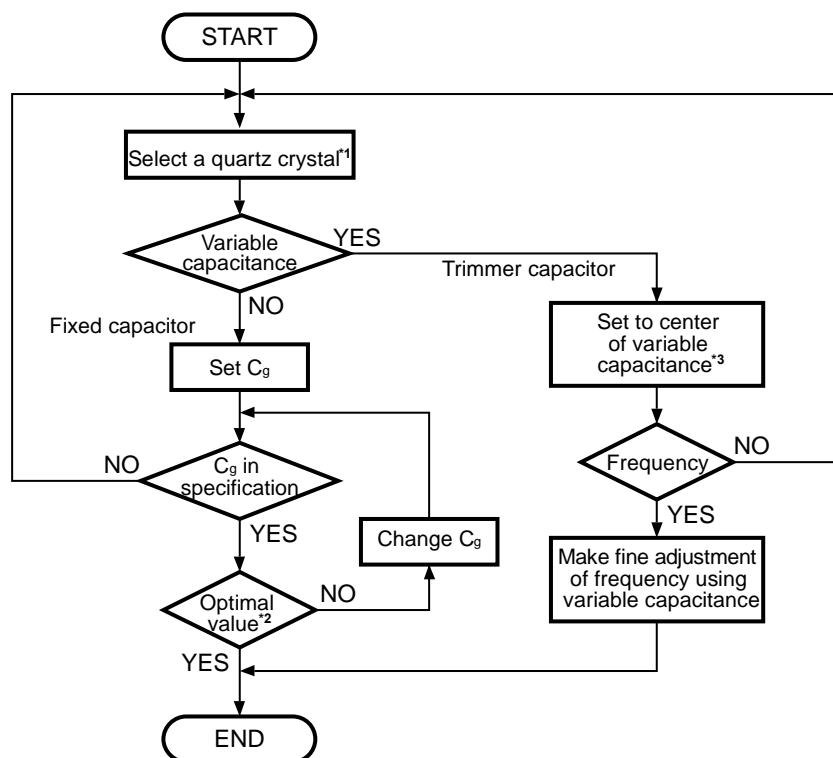 START
Select a quartz crystal*1
Variable
capacitance
YES
Trimmer capacitor
NO
Fixed capacitor
Set Cg
Set to center
of variable
capacitance*3
Cg in
specification
NO
YES
Frequency
NO
YES
Change Cg
Make fine adjustment
of frequency using
variable capacitance
Optimal
value*2
NO
YES
END